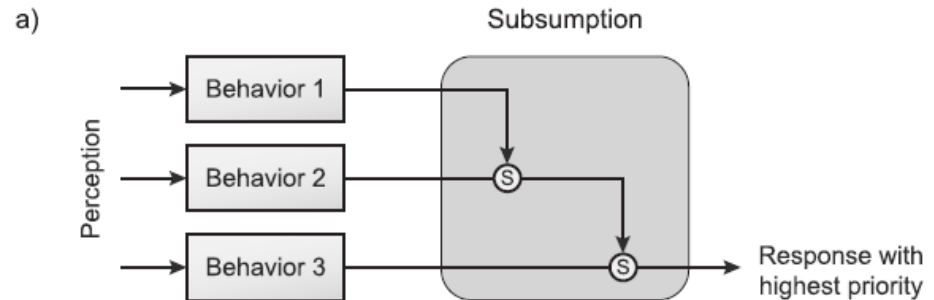 a)
Subsumption
Behavior 1
Perception
Behavior 2
S
Behavior 3
S
Response with
highest priority